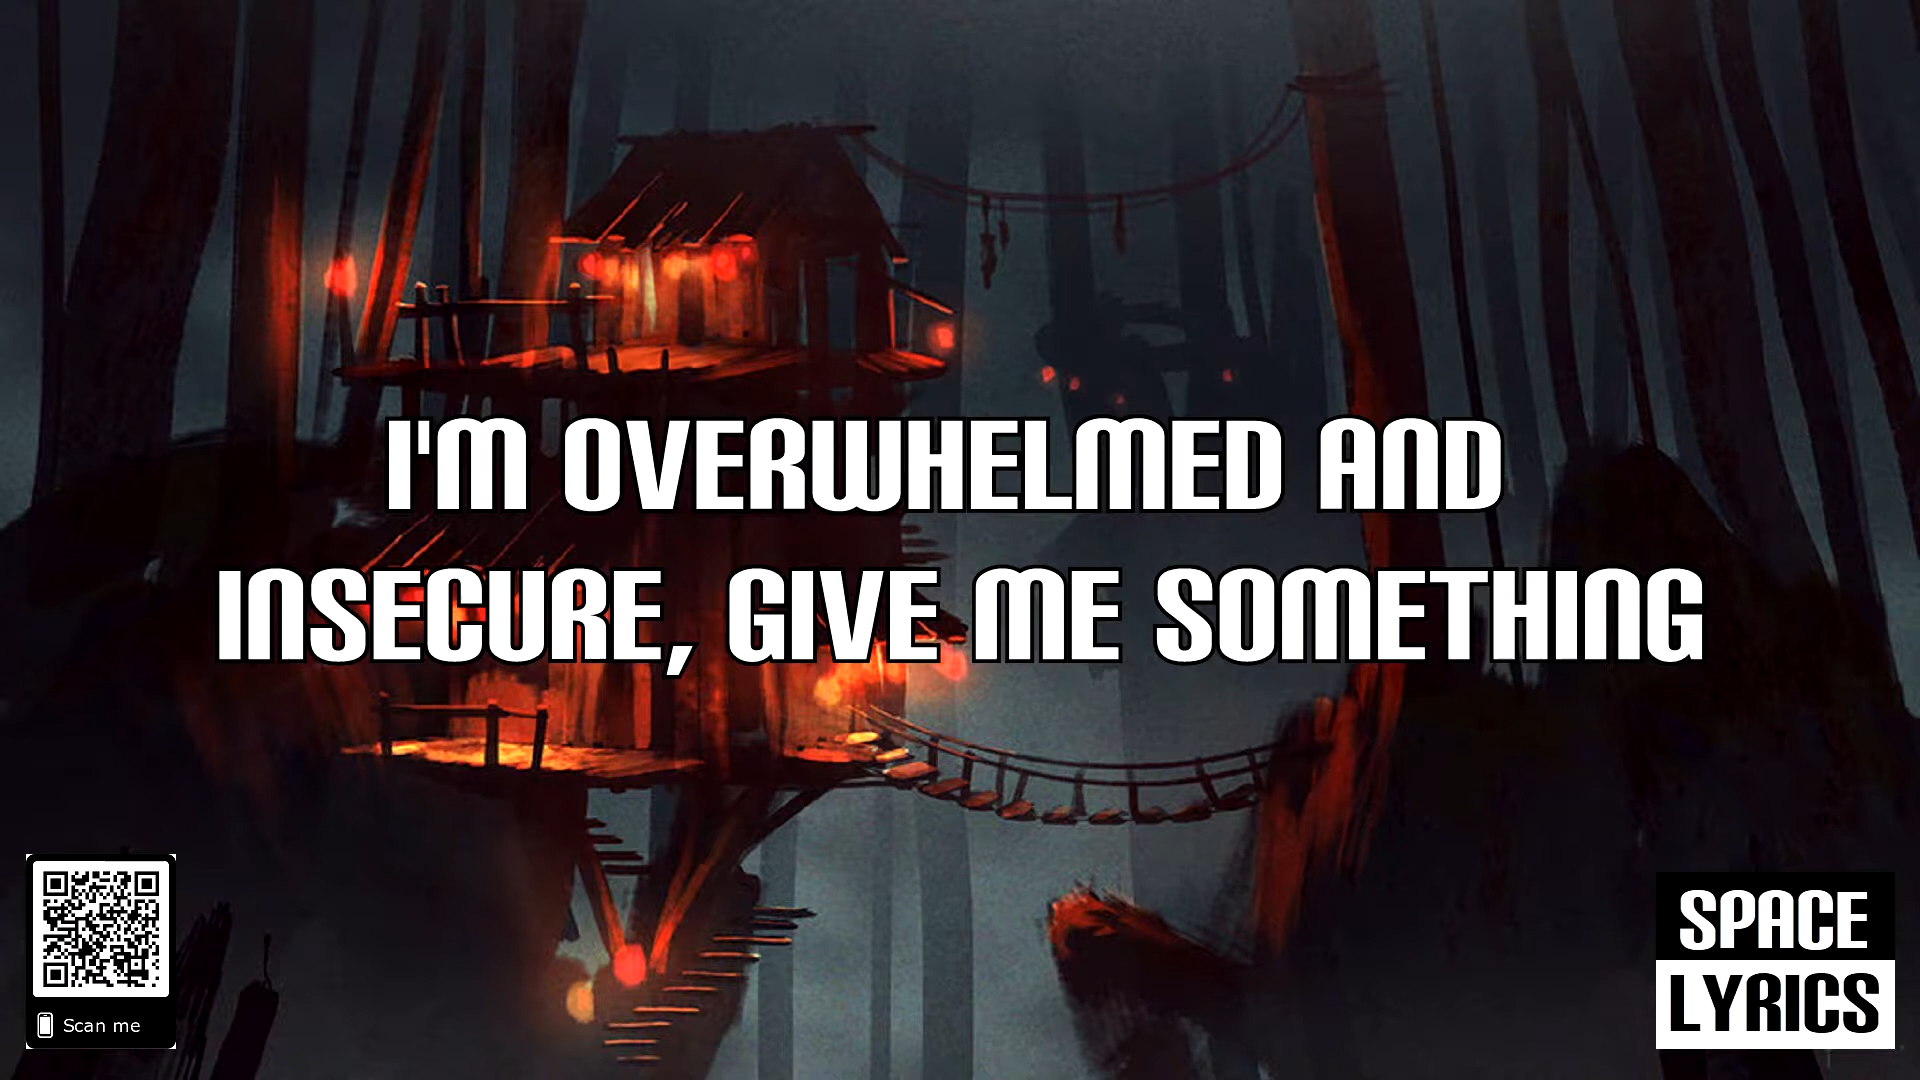 I'M OVERWHELMED AND
INSECURE, GIVE ME SOMETHING
Scan me
SPACE
LYRICS